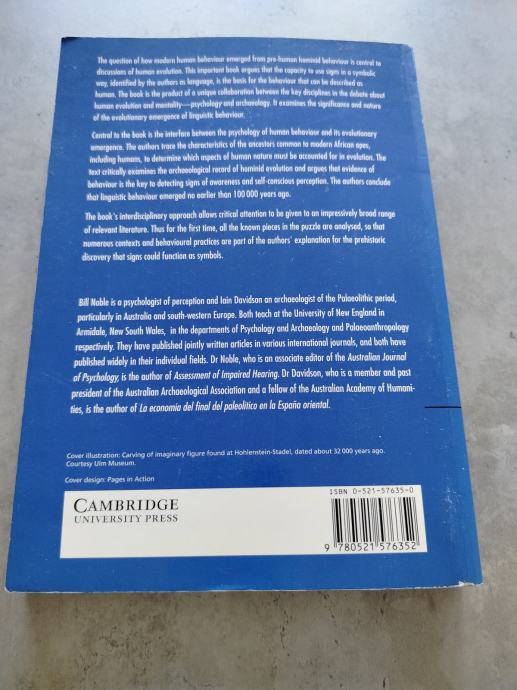 The question of how modern human behaviour emerged from pre-human hominid behaviour is central to
discussions of human evolution. This important book argues that the capacity to use signs in a symbolic
way, identified by the authors as language, is the basis for the behaviour that can be described as
human. The book is the product of a unique collaboration between the key disciplines in the debate about
human evolution and mentality—psychology and archaeology. It examines the significance and nature
of the evolutionary emergence of linguistic behaviour.
Central to the book is the interface between the psychology of human behaviour and its evolutionary
emergence. The authors trace the characteristics of the ancestors common to modern African apes,
including humans, to determine which aspects of human nature must be accounted for in evolution. The
text critically examines the archaeological record of hominid evolution and argues that evidence of
behaviour is the key to detecting signs of awareness and self-conscious perception. The authors conclude
that linguistic behaviour emerged no earlier than 100 000 years ago.
The book's interdisciplinary approach allows critical attention to be given to an impressively broad range
of relevant literature. Thus for the first time, all the known pieces in the puzzle are analysed, so that
numerous contexts and behavioural practices are part of the authors' explanation for the prehistoric
discovery that signs could function as symbols.
Bill Noble is a psychologist of perception and Iain Davidson an archaeologist of the Palaeolithic period,
particularly in Australia and south-western Europe. Both teach at the University of New England in
Armidale, New South Wales, in the departments of Psychology and Archaeology and Palaeoanthropology
respectively. They have published jointly written articles in various international journals, and both have
published widely in their individual fields. Dr Noble, who is an associate editor of the Australian Journal
of Psychology, is the author of Assessment of Impaired Hearing. Dr Davidson, who is a member and past
president of the Australian Archaeological Association and a fellow of the Australian Academy of Humani-
ties, is the author of La economia del final del paleolitico en la España oriental.
Cover illustration: Carving of imaginary figure found at Hohlenstein-Stadel, dated about 32 000 years ago.
Courtesy Ulm Museum.
Cover design: Pages in Action
CAMBRIDGE
UNIVERSITY PRESS
ISBN 0-521-57635-0
9 780521 576352